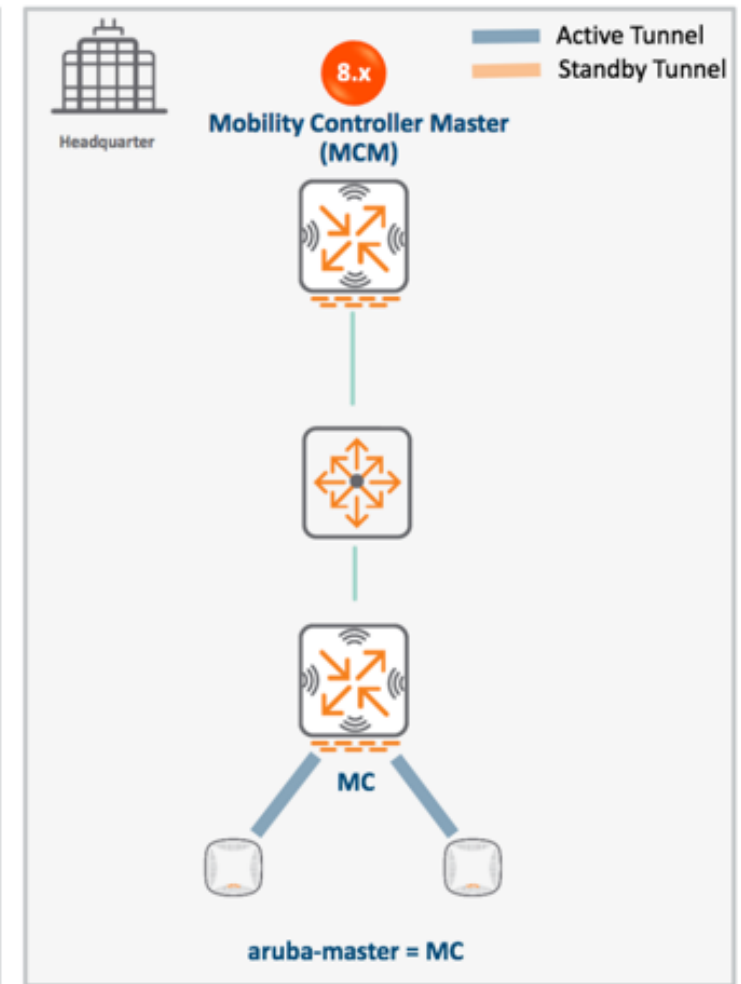 Headquarter
8.x
Active Tunnel
Standby Tunnel
Mobility Controller Master
(MCM)
MC
aruba-master = MC